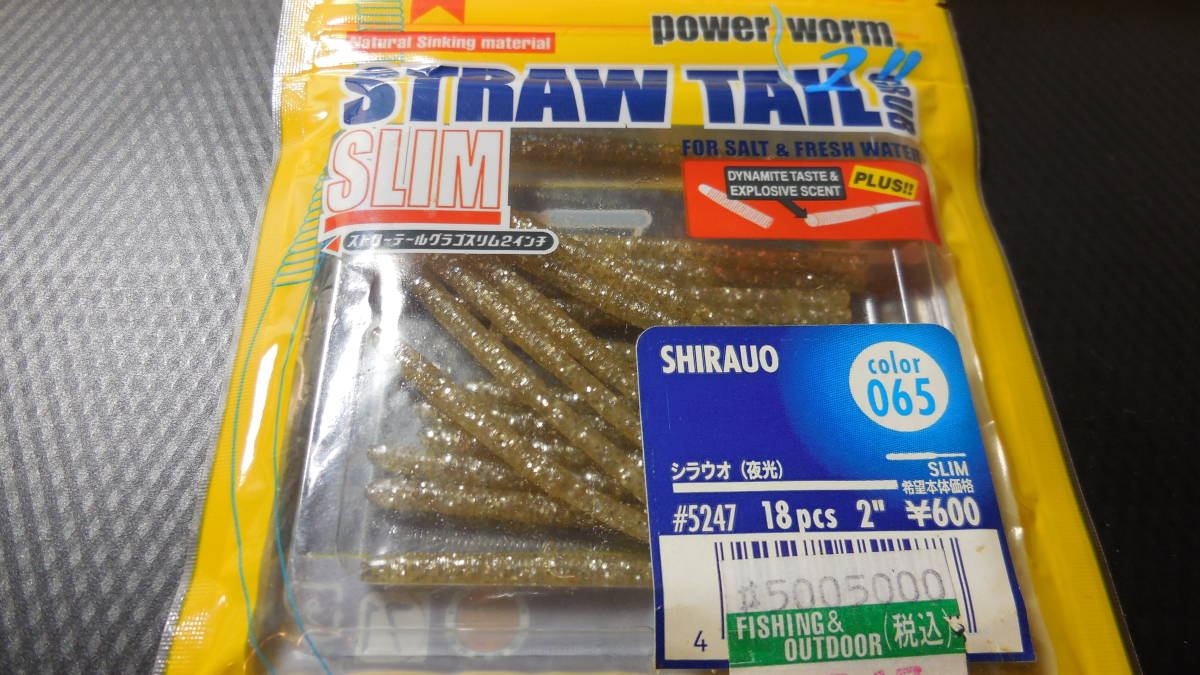 Natural Sinking material
power worm.
2"
STRAW TAIL
GRUB
SLIM
FOR SALT & FRESH WATER
DYNAMITE TASTE &
EXPLOSIVE SCENT
PLUS!!
ストローテールグラブスリム2インチ
SHIRAUO
color
065
シラウオ（夜光）
SLIM
希望本体価格
#5247 18pcs 2" ¥600
#5005000
4
FISHING &
OUTDOOR (税込)